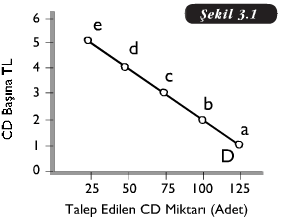 Şekil 3.1
CD Başına TL
6
5
4
3
2
1
0
e
d
c
b
a
D
25 50 75 100 125
Talep Edilen CD Miktarı (Adet)